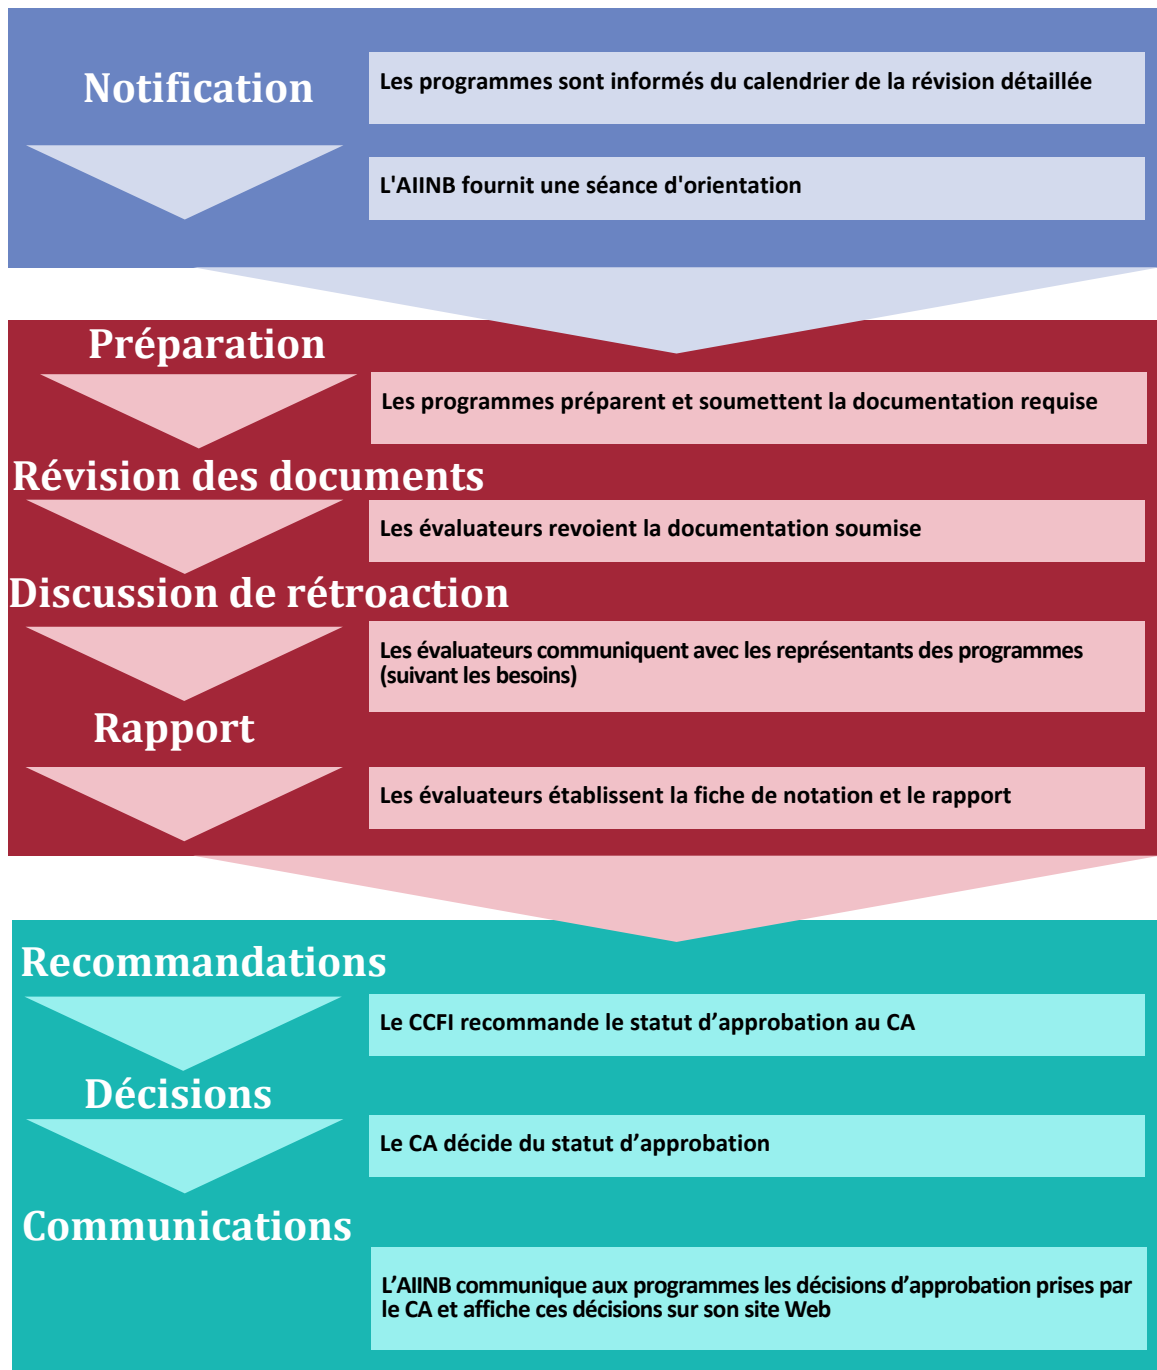 Notification
Les programmes sont informés du calendrier de la révision détaillée
L'AIINB fournit une séance d'orientation
Préparation
Les programmes préparent et soumettent la documentation requise
Révision des documents
Les évaluateurs revoient la documentation soumise
Discussion de rétroaction
Les évaluateurs communiquent avec les représentants des programmes
(suivant les besoins)
Rapport
Les évaluateurs établissent la fiche de notation et le rapport
Recommandations
Le CCFI recommande le statut d’approbation au CA
Décisions
Le CA décide du statut d’approbation
Communications
L’AIINB communique aux programmes les décisions d’approbation prises par
le CA et affiche ces décisions sur son site Web